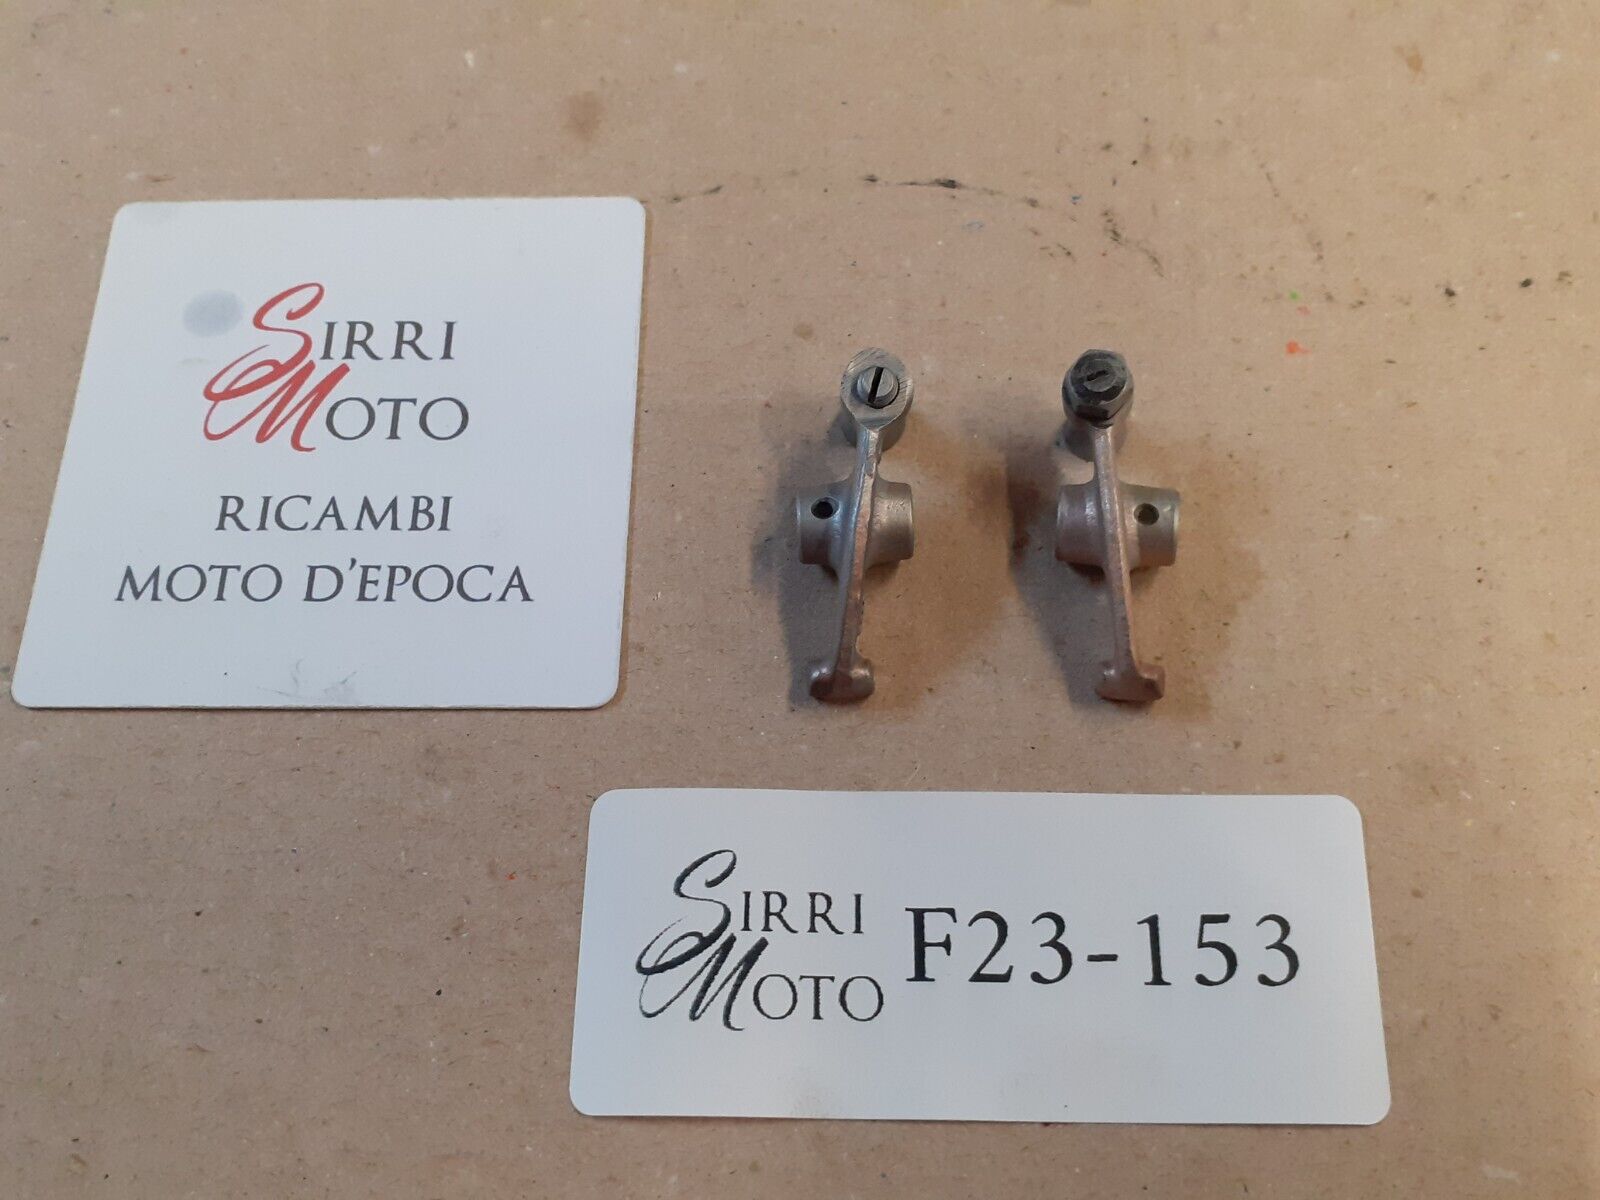 SIRRI
MOTO
RICAMBI
MOTO D'EPOCA
SIRRI
MOTO
F23-153